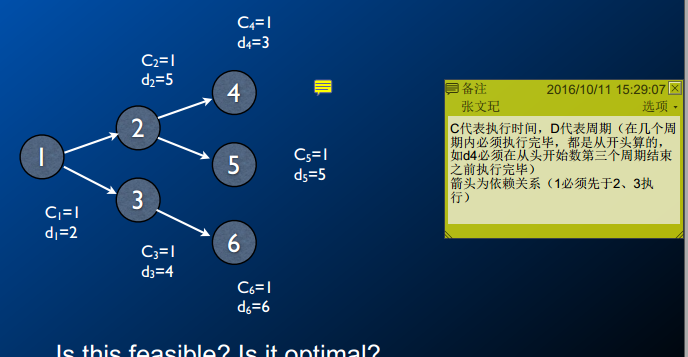 C4=1
d4=3
C2=1
d2=5
4
2
1
5
C5=1
d5=5
3
C1=1
d1=2
6
C3=1
d3=4
C6=1
d6=6
Is this feasible? Is it optimal?
备注
2016/10/11 15:29:07
张文玘
选项
C代表执行时间，D代表周期（在几个周
期内必须执行完毕，都是从开头算的，
如d4必须在从头开始数第三个周期结束
之前执行完毕）
箭头为依赖关系（1必须先于2、3执
行）